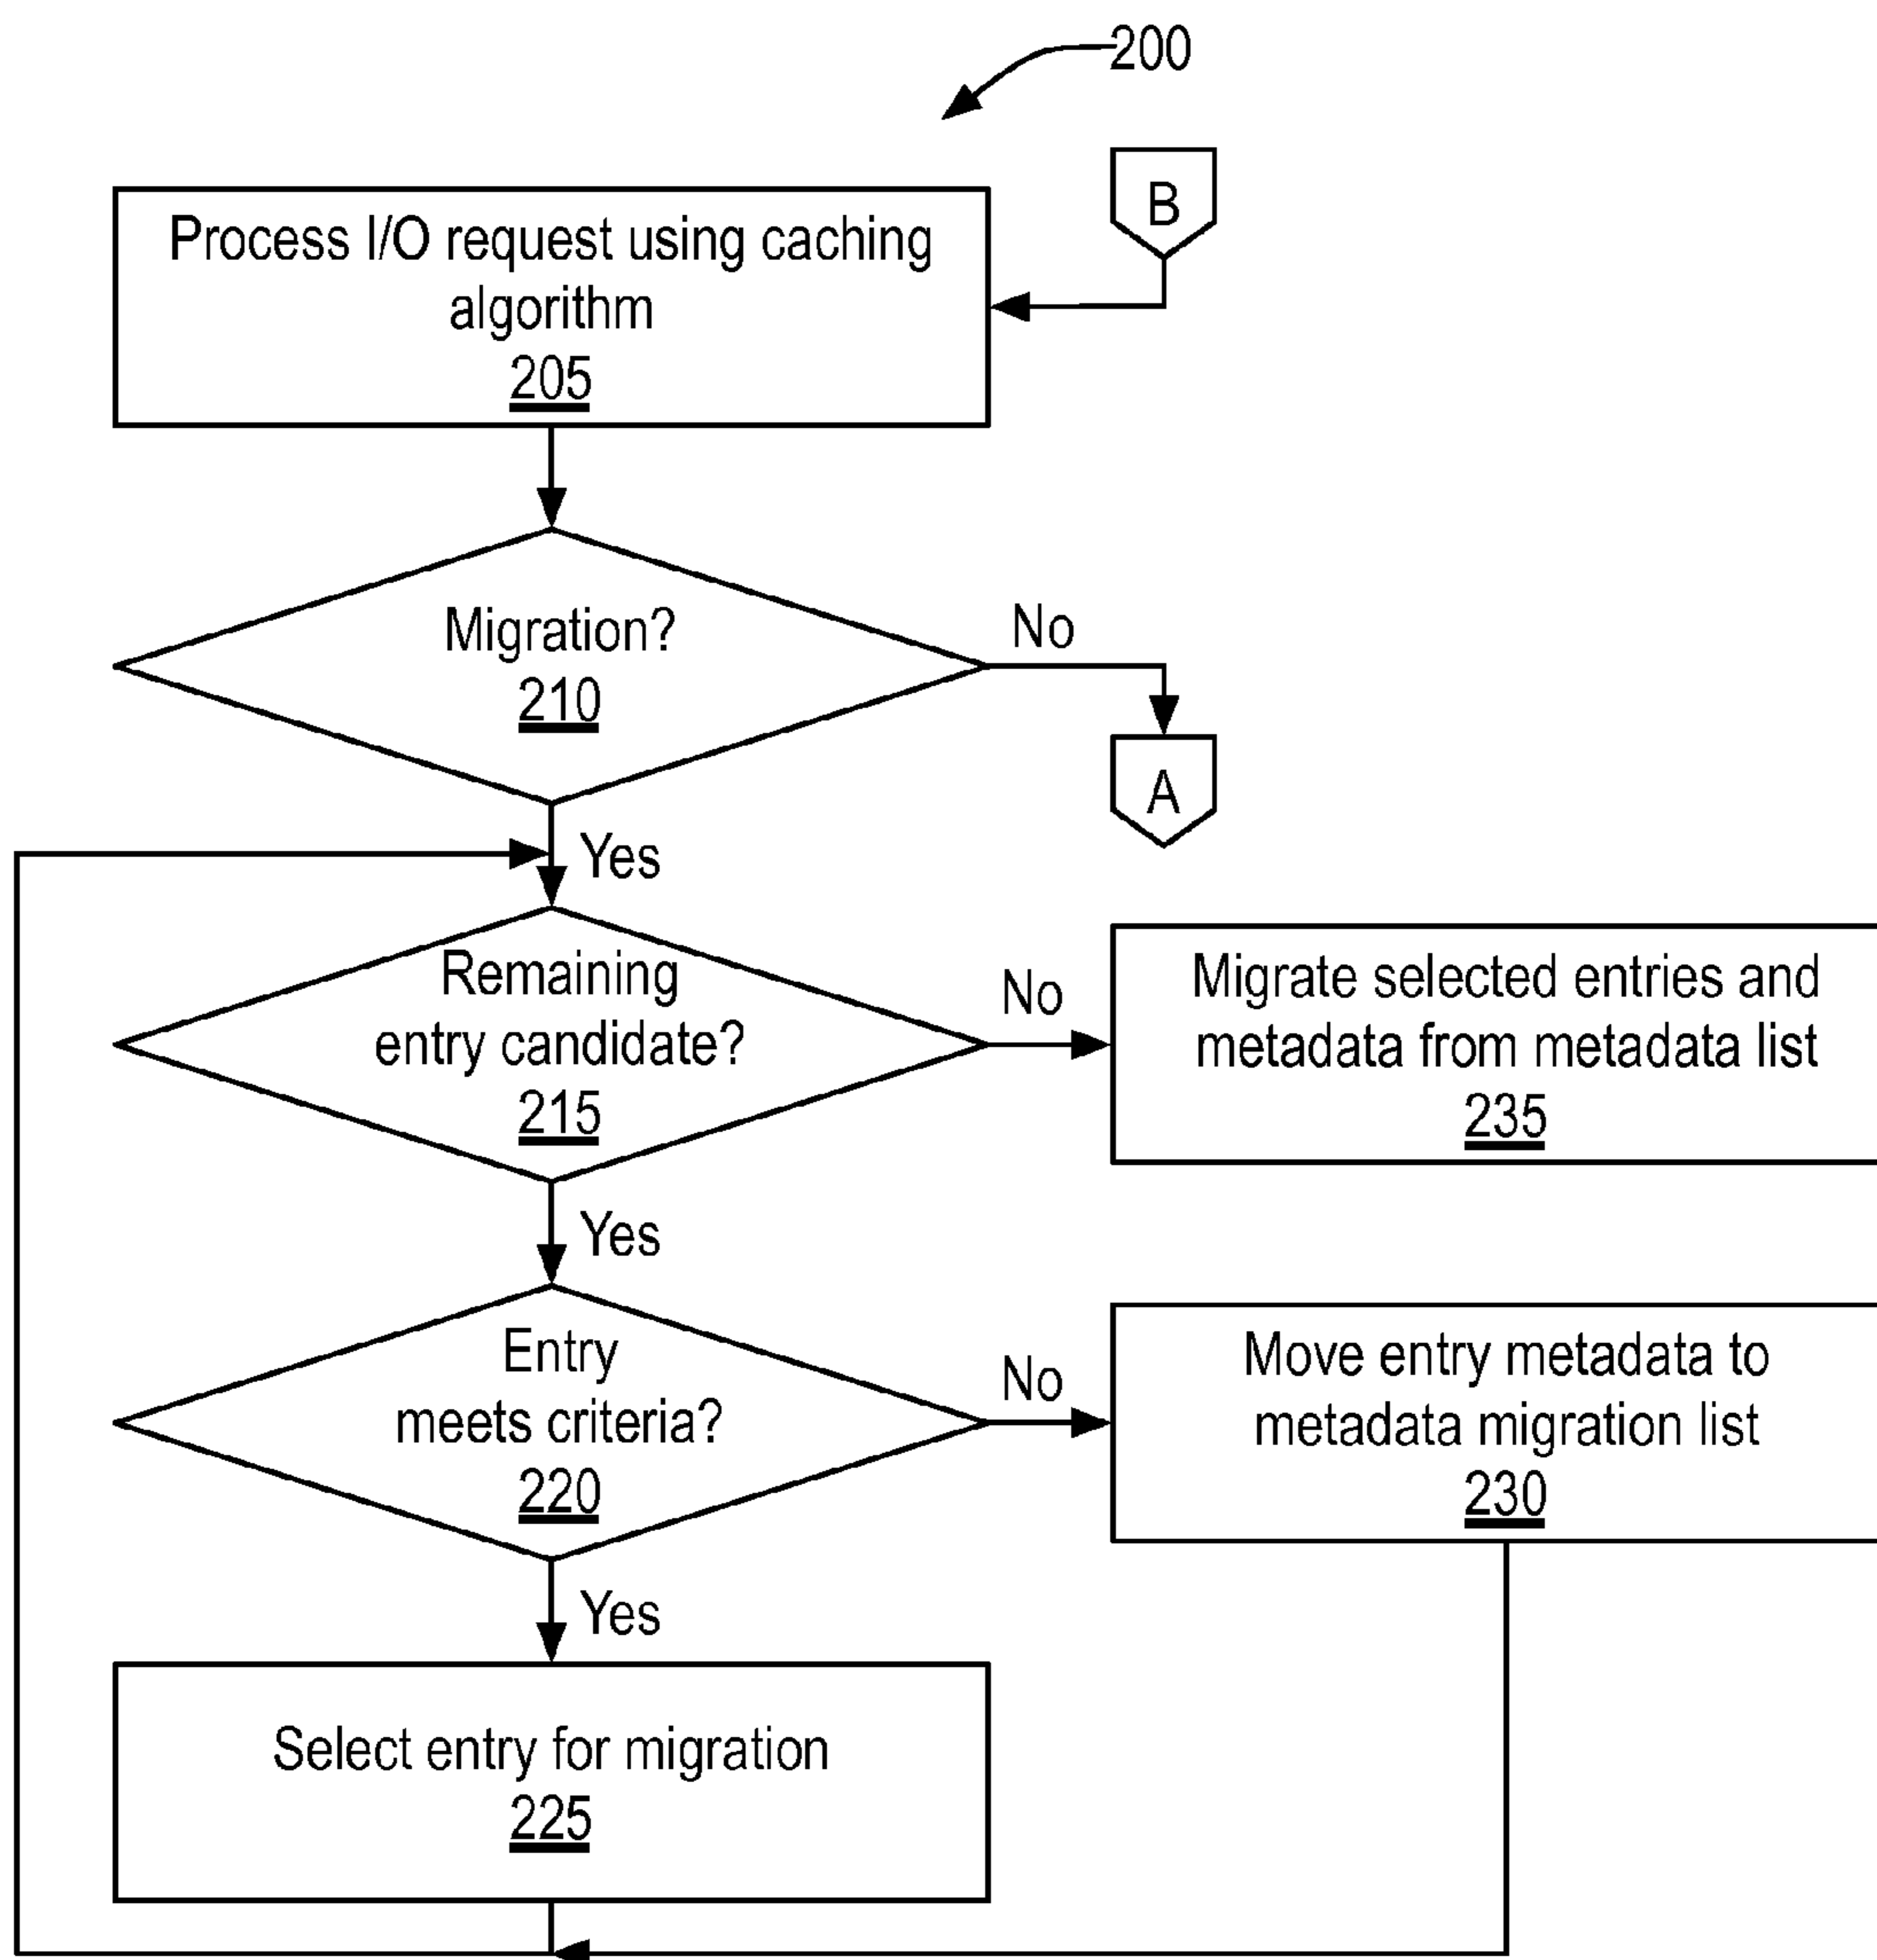 200
B
Process I/O request using caching
algorithm
205
Migration?
210
No
A
Yes
Remaining
entry candidate?
215
No
Migrate selected entries and
metadata from metadata list
235
Yes
Entry
meets criteria?
220
No
Move entry metadata to
metadata migration list
230
Yes
Select entry for migration
225